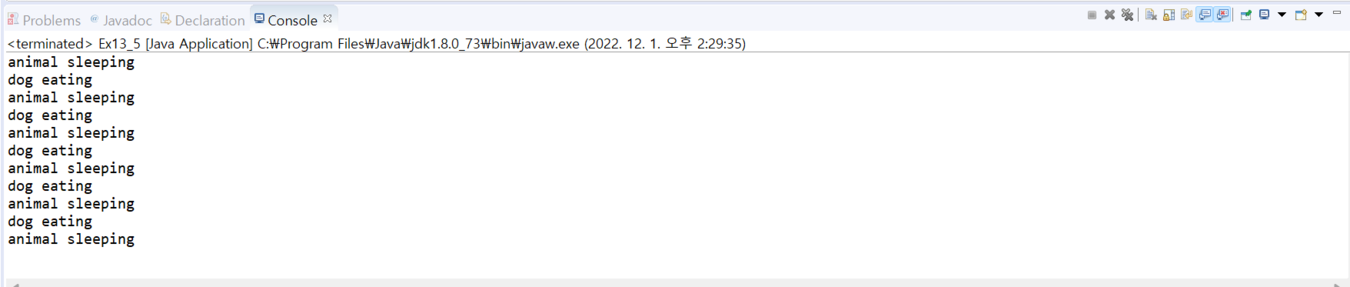 Problems Javadoc Declaration Console
<terminated> Ex13_5 [Java Application] C:₩Program Files₩Java₩jdk1.8.0_73₩bin₩javaw.exe (2022. 12. 1. 오후 2:29:35)
animal sleeping
dog eating
animal sleeping
dog eating
animal sleeping
dog eating
animal sleeping
dog eating
animal sleeping
dog eating
animal sleeping